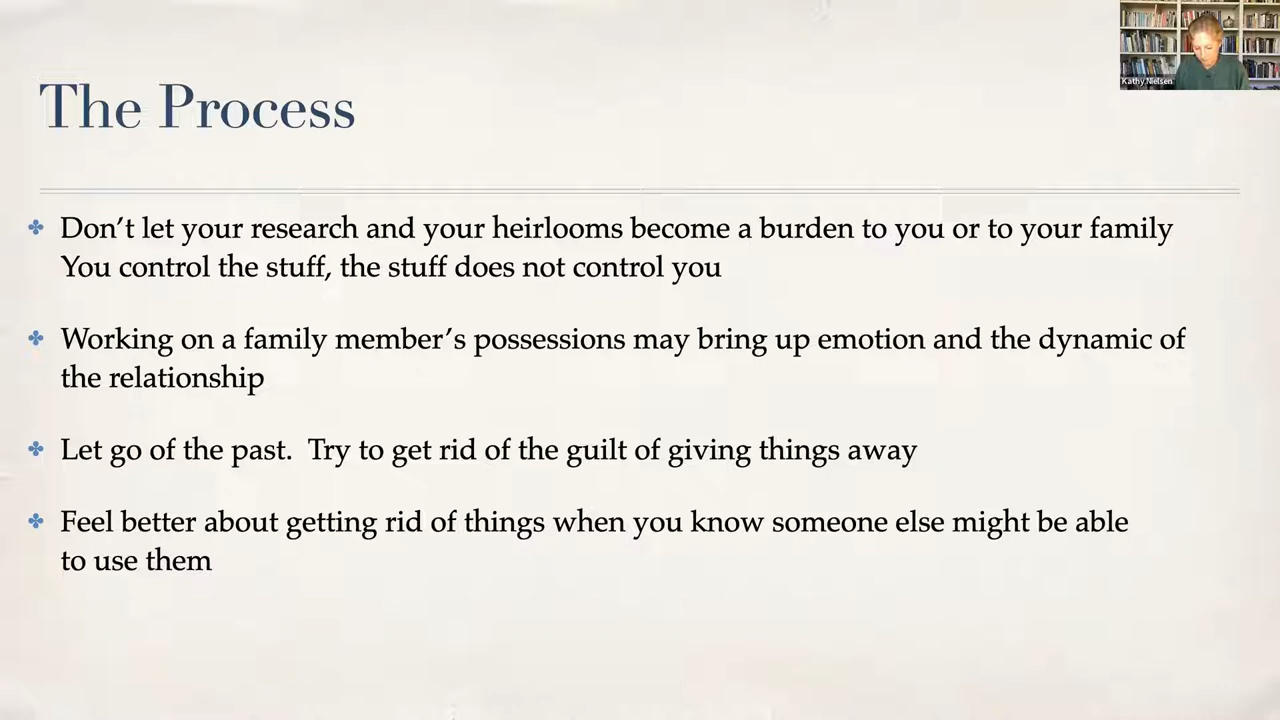 Kathy Nielsen
The Process
Don’t let your research and your heirlooms become a burden to you or to your family
You control the stuff, the stuff does not control you
Working on a family member’s possessions may bring up emotion and the dynamic of
the relationship
Let go of the past.  Try to get rid of the guilt of giving things away
Feel better about getting rid of things when you know someone else might be able
to use them